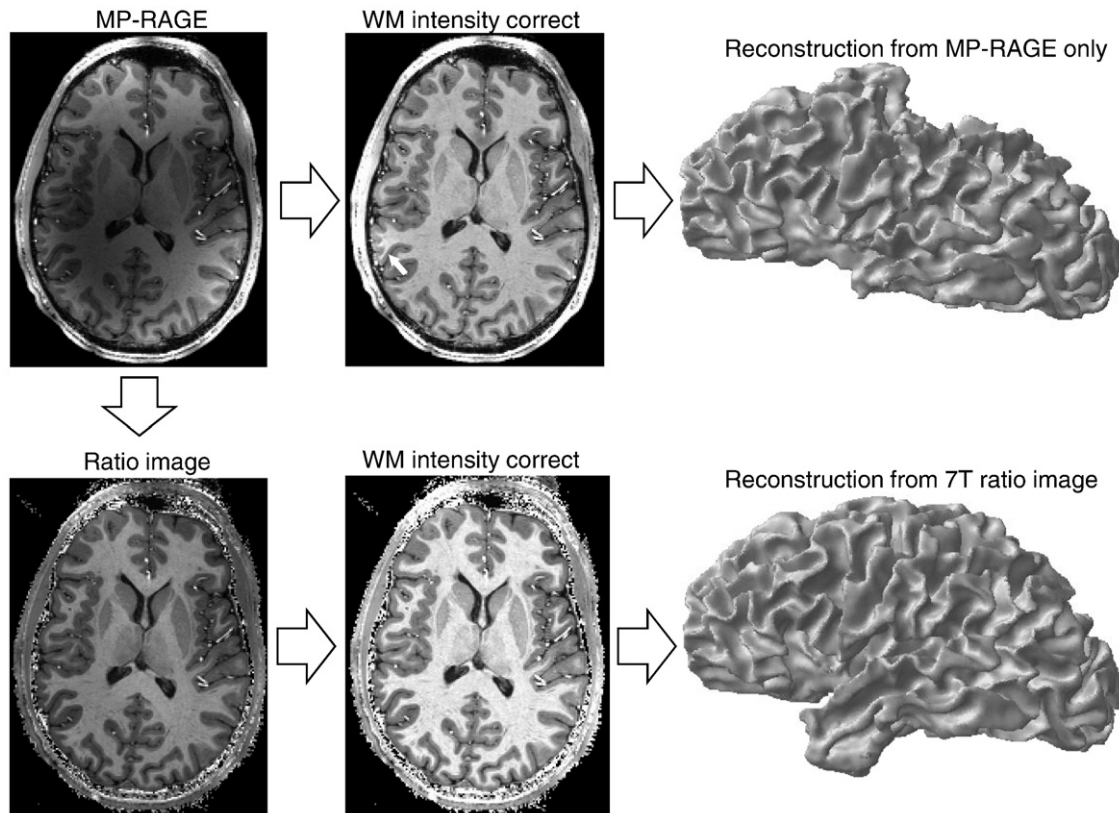 MP-RAGE
WM intensity correct
Reconstruction from MP-RAGE only
Ratio image
WM intensity correct
Reconstruction from 7T ratio image